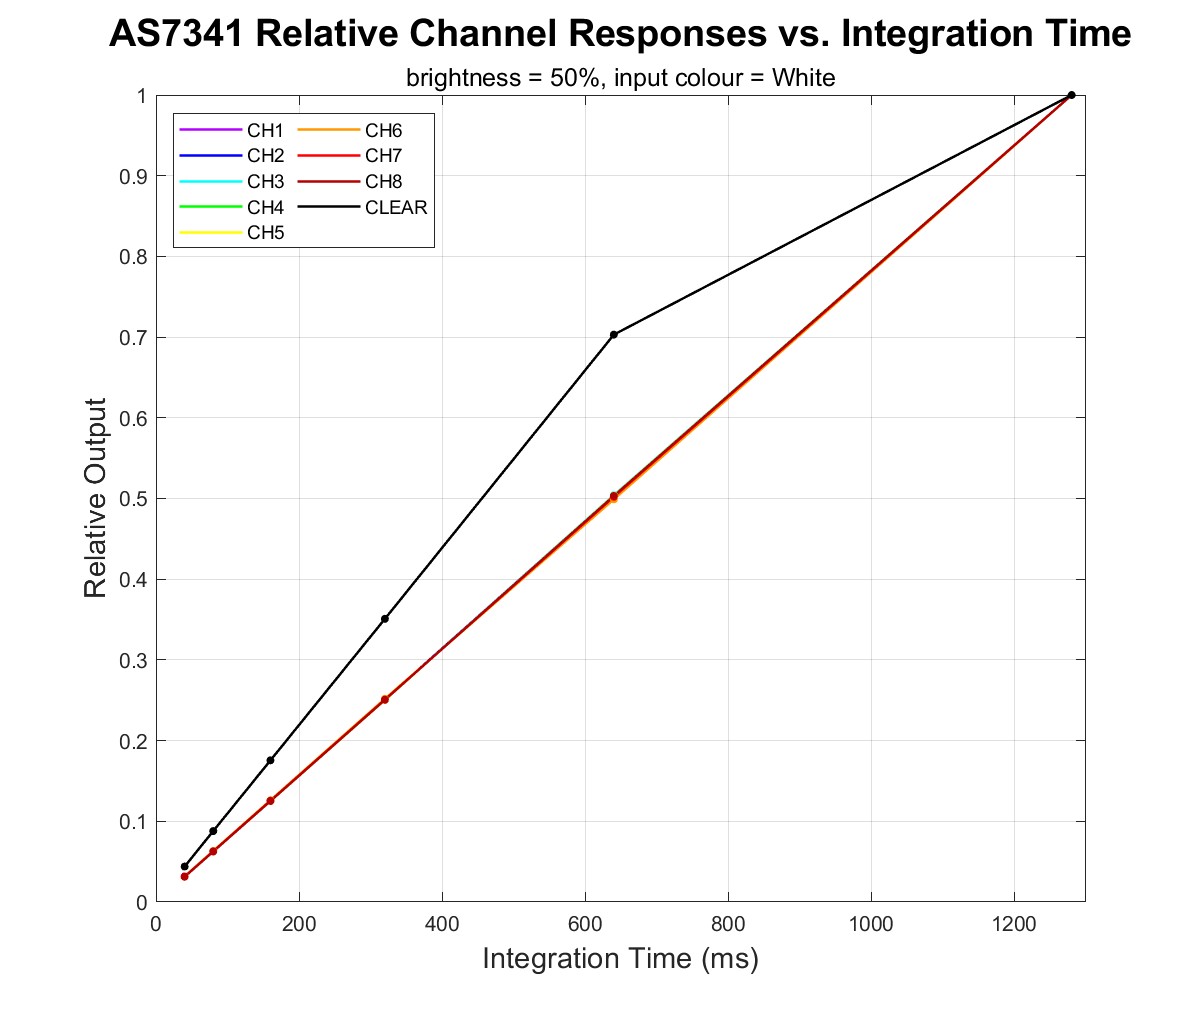 AS7341 Relative Channel Responses vs. Integration Time
brightness = 50%, input colour = White
1
0.9
0.8
0.7
0.6
0.5
0.4
0.3
0.2
0.1
0
CH1 CH6
CH2 CH7
CH3 CH8
CH4 CLEAR
CH5
Relative Output
0 200 400 600 800 1000 1200
Integration Time (ms)